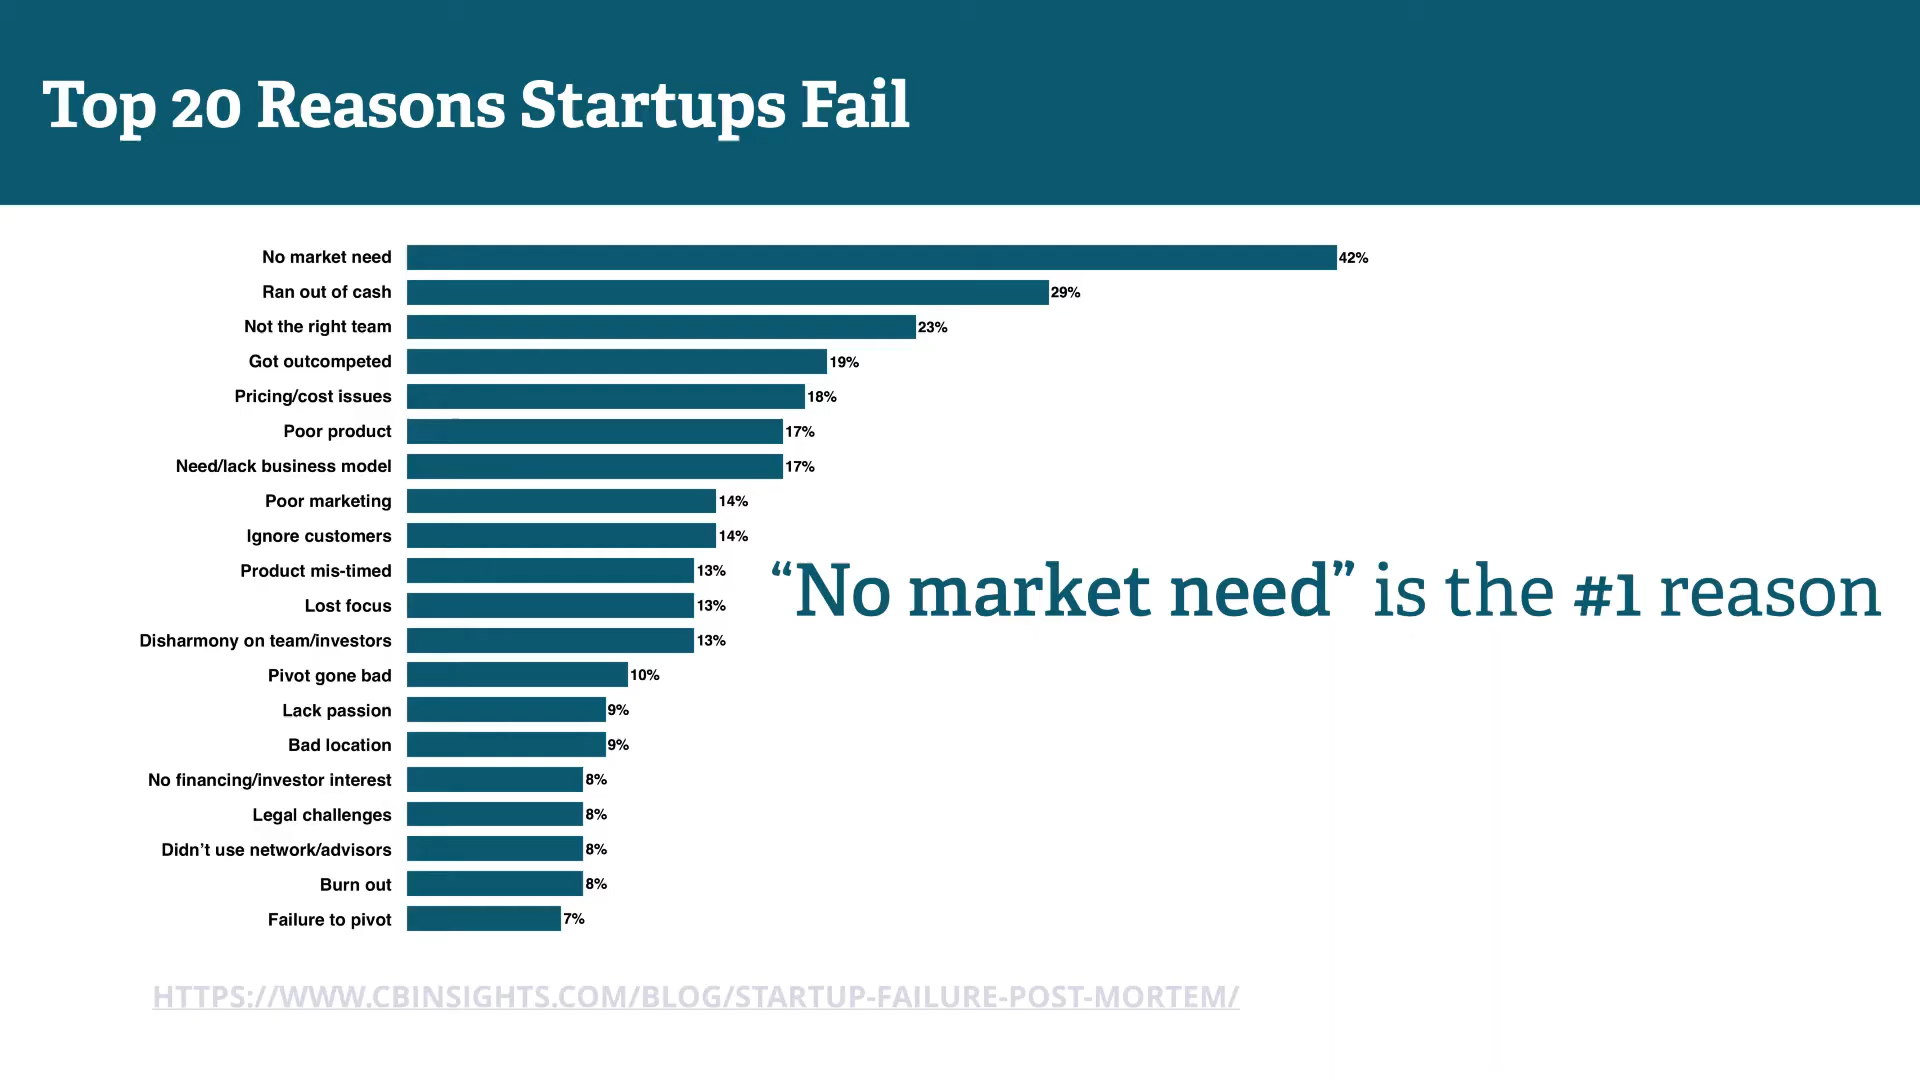 Top 20 Reasons Startups Fail
No market need 42%
Ran out of cash 29%
Not the right team 23%
Got outcompeted 19%
Pricing/cost issues 18%
Poor product 17%
Need/lack business model 17%
Poor marketing 14%
Ignore customers 14%
Product mis-timed 13%
Lost focus 13%
Disharmony on team/investors 13%
Pivot gone bad 10%
Lack passion 9%
Bad location 9%
No financing/investor interest 8%
Legal challenges 8%
Didn’t use network/advisors 8%
Burn out 8%
Failure to pivot 7%
“No market need” is the #1 reason
HTTPS://WWW.CBINSIGHTS.COM/BLOG/STARTUP-FAILURE-POST-MORTEM/